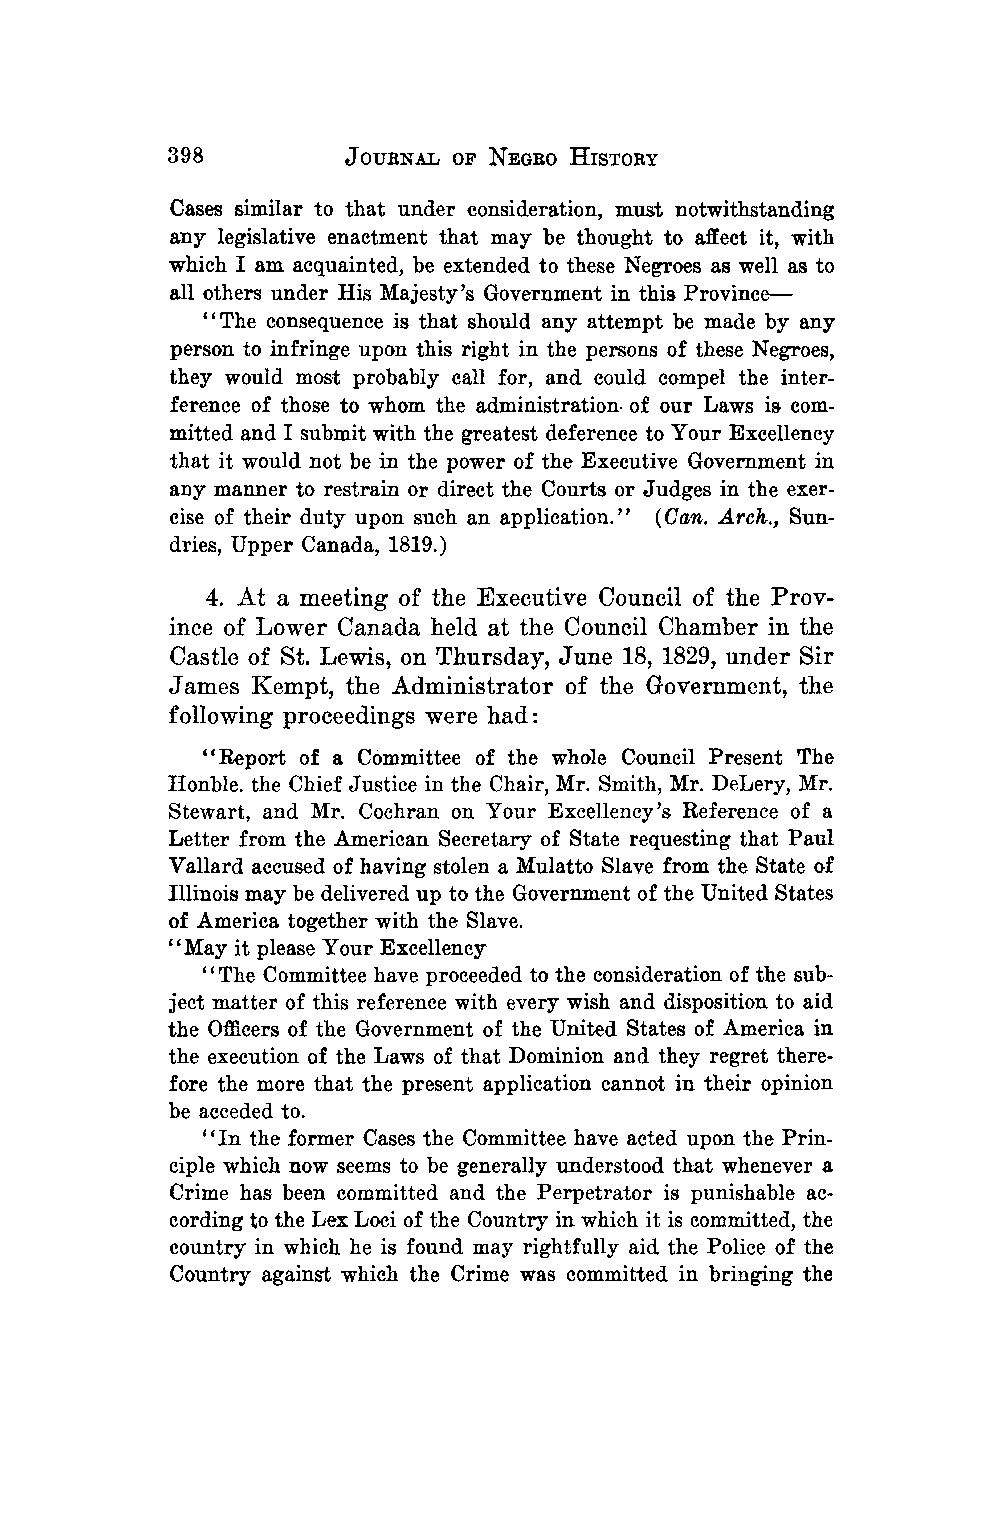 398 JOURNAL OF NEGRO HISTORY
Cases similar to that under consideration, must notwithstanding
any legislative enactment that may be thought to affect it, with
which I am acquainted, be extended to these Negroes as well as to
all others under His Majesty's Government in this Province—
"The consequence is that should any attempt be made by any
person to infringe upon this right in the persons of these Negroes,
they would most probably call for, and could compel the inter-
ference of those to whom the administration of our Laws is com-
mitted and I submit with the greatest deference to Your Excellency
that it would not be in the power of the Executive Government in
any manner to restrain or direct the Courts or Judges in the exer-
cise of their duty upon such an application." (Can. Arch., Sun-
dries, Upper Canada, 1819.)
4. At a meeting of the Executive Council of the Prov-
ince of Lower Canada held at the Council Chamber in the
Castle of St. Lewis, on Thursday, June 18, 1829, under Sir
James Kempt, the Administrator of the Government, the
following proceedings were had:
"Report of a Committee of the whole Council Present The
Honble. the Chief Justice in the Chair, Mr. Smith, Mr. DeLery, Mr.
Stewart, and Mr. Cochran on Your Excellency's Reference of a
Letter from the American Secretary of State requesting that Paul
Vallard accused of having stolen a Mulatto Slave from the State of
Illinois may be delivered up to the Government of the United States
of America together with the Slave.
"May it please Your Excellency
"The Committee have proceeded to the consideration of the sub-
ject matter of this reference with every wish and disposition to aid
the Officers of the Government of the United States of America in
the execution of the Laws of that Dominion and they regret there-
fore the more that the present application cannot in their opinion
be acceded to.
"In the former Cases the Committee have acted upon the Prin-
ciple which now seems to be generally understood that whenever a
Crime has been committed and the Perpetrator is punishable ac-
cording to the Lex Loci of the Country in which it is committed, the
country in which he is found may rightfully aid the Police of the
Country against which the Crime was committed in bringing the